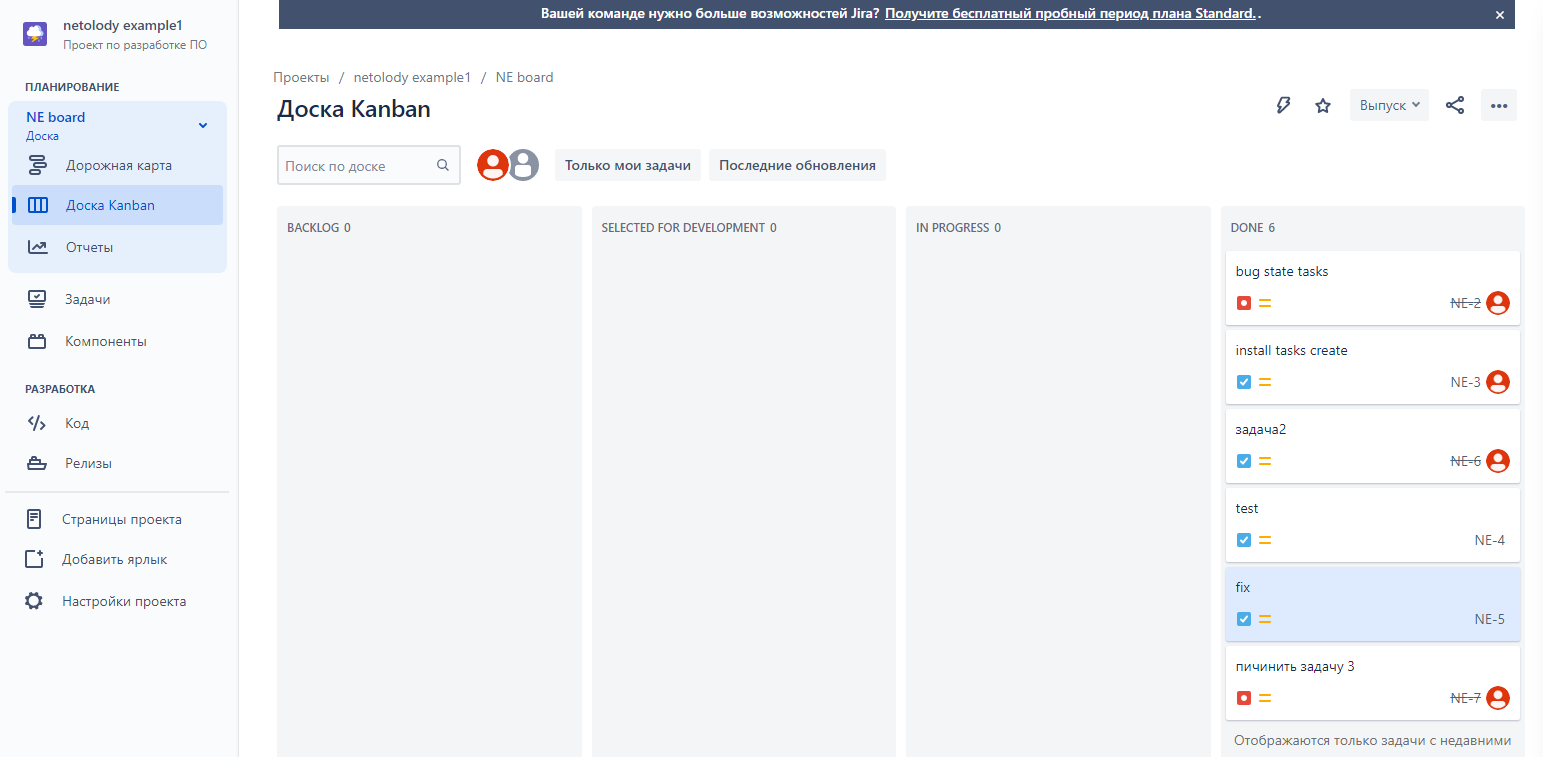 netolody example1
Проект по разработке ПО
ПЛАНИРОВАНИЕ
NE board
Доска
Дорожная карта
Доска Kanban
Отчеты
Задачи
Компоненты
РАЗРАБОТКА
Код
Релизы
Страницы проекта
Добавить ярлык
Настройки проекта
Вашей команде нужно больше возможностей Jira? Получите бесплатный пробный период плана Standard. .
Проекты / netolody example1 / NE board
Доска Kanban
Выпуск
Поиск по доске
Только мои задачи
Последние обновления
BACKLOG 0
SELECTED FOR DEVELOPMENT 0
IN PROGRESS 0
DONE 6
bug state tasks
NE-2
install tasks create
NE-3
задача2
NE-6
test
NE-4
fix
NE-5
пичинить задачу 3
NE-7
Отображаются только задачи с недавними